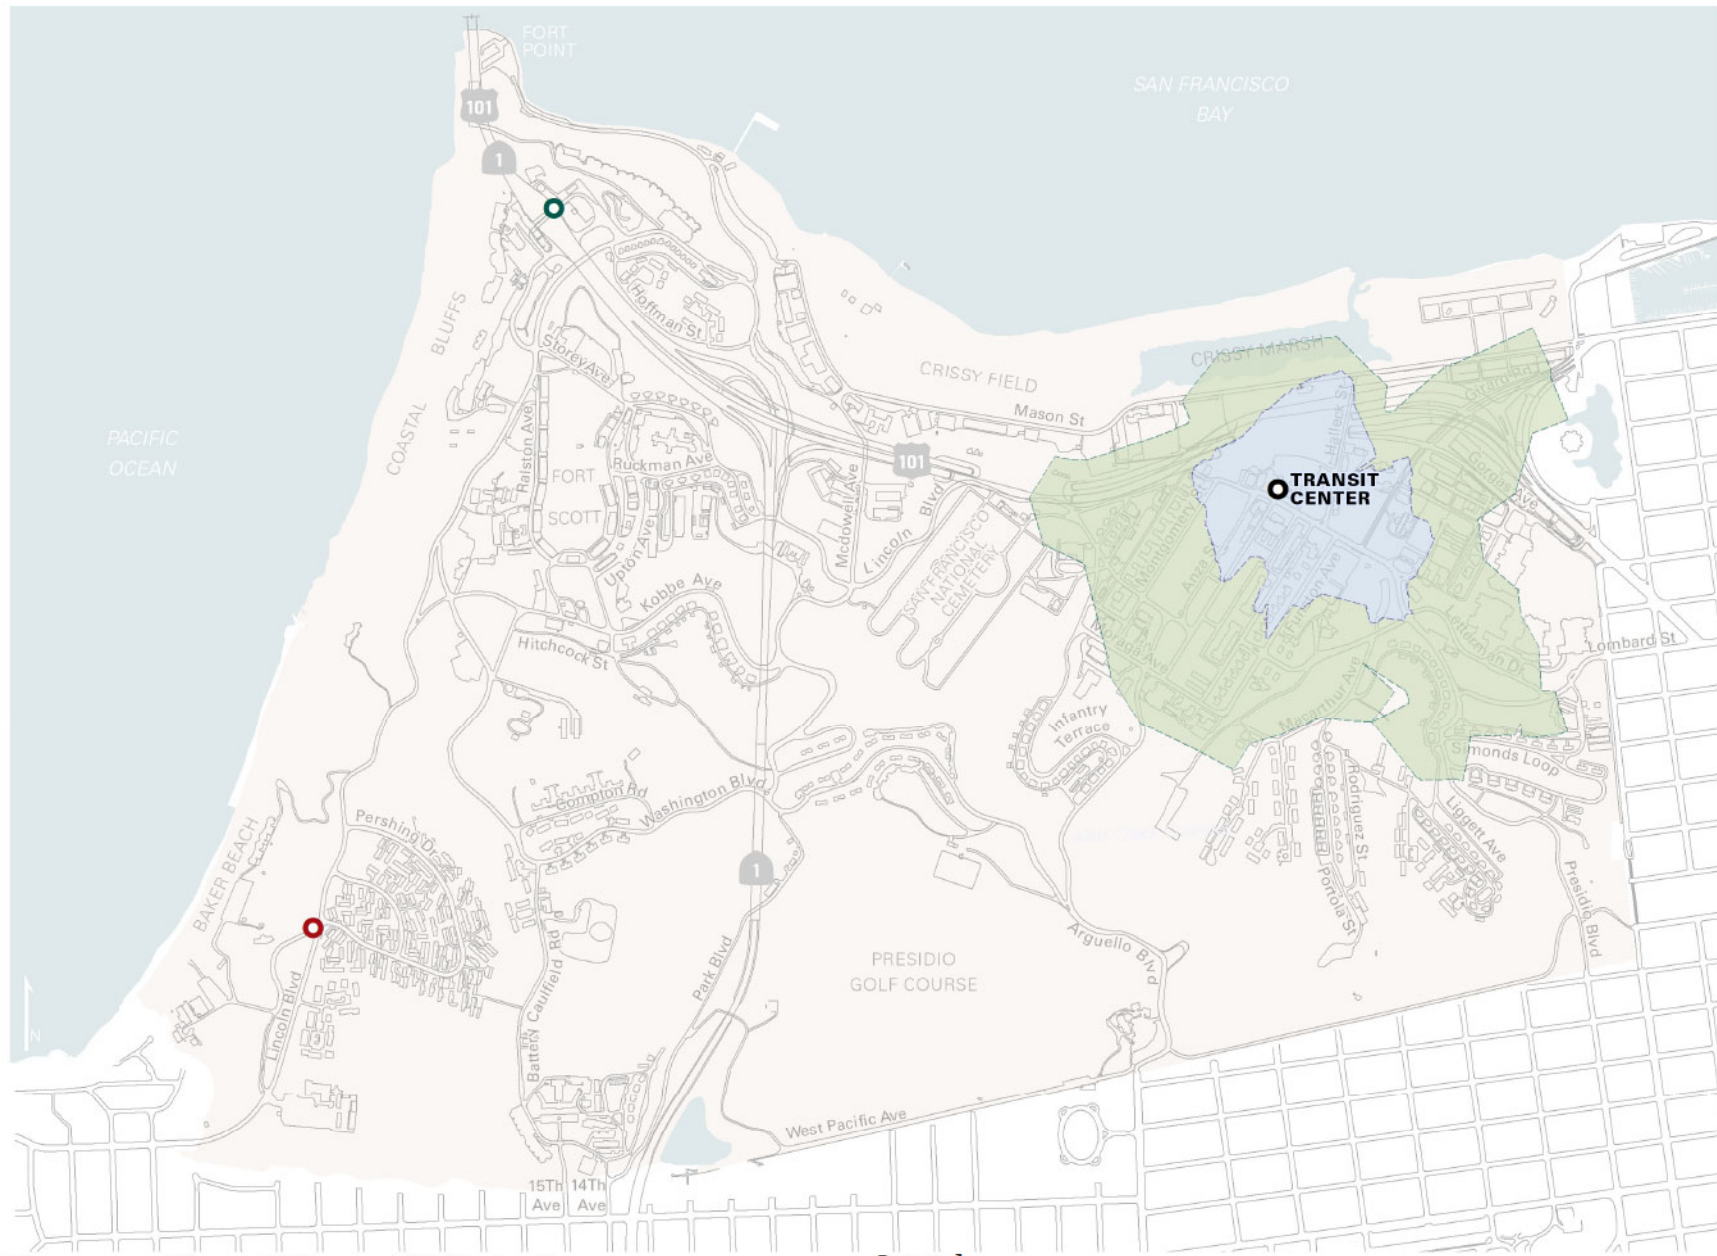 FORT
POINT
SAN FRANCISCO
BAY
101
1
PACIFIC
OCEAN
COASTAL
BLUFFS
Hoffman St
Storey Ave
CRISSY MARSH
CRISSY FIELD
Mason St
Girard Rd
Halleck St
Ralston Ave
FORT
SCOTT
Ruckman Ave
101
Mcdowell Ave
Lincoln Blvd
SAN FRANCISCO
NATIONAL
CEMETERY
TRANSIT
CENTER
Gorgas Ave
Montgomery
Anza
Upton Ave
Kobbe Ave
Hitchcock St
Moraga Ave
Letterman Dr
Lombard St
Macarthur Ave
Infantry
Terrace
Simonds Loop
Compton Rd
Washington Blvd
Rodriguez St
Portola St
Liggett Ave
Presidio Blvd
BAKER BEACH
Pershing Dr
1
Battery Caulfield Rd
Park Blvd
Arguello Blvd
PRESIDIO
GOLF COURSE
Lincoln Blvd
N
3
West Pacific Ave
15Th
Ave
14Th
Ave